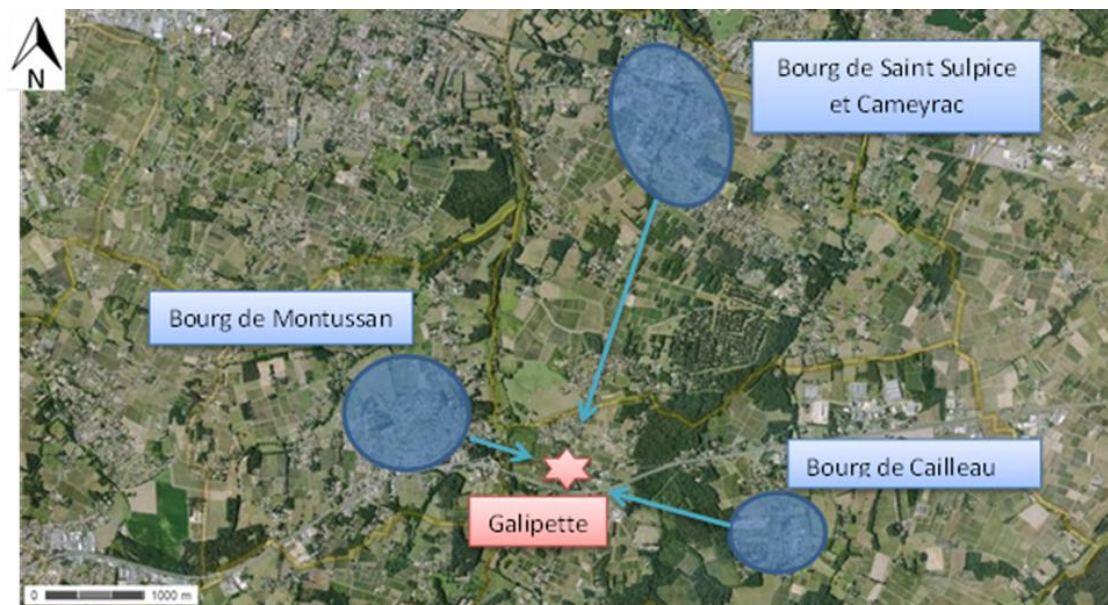 N
Bourg de Saint Sulpice
et Cameyrac
Bourg de Montussan
Bourg de Cailleau
Galipette
0 1000 m